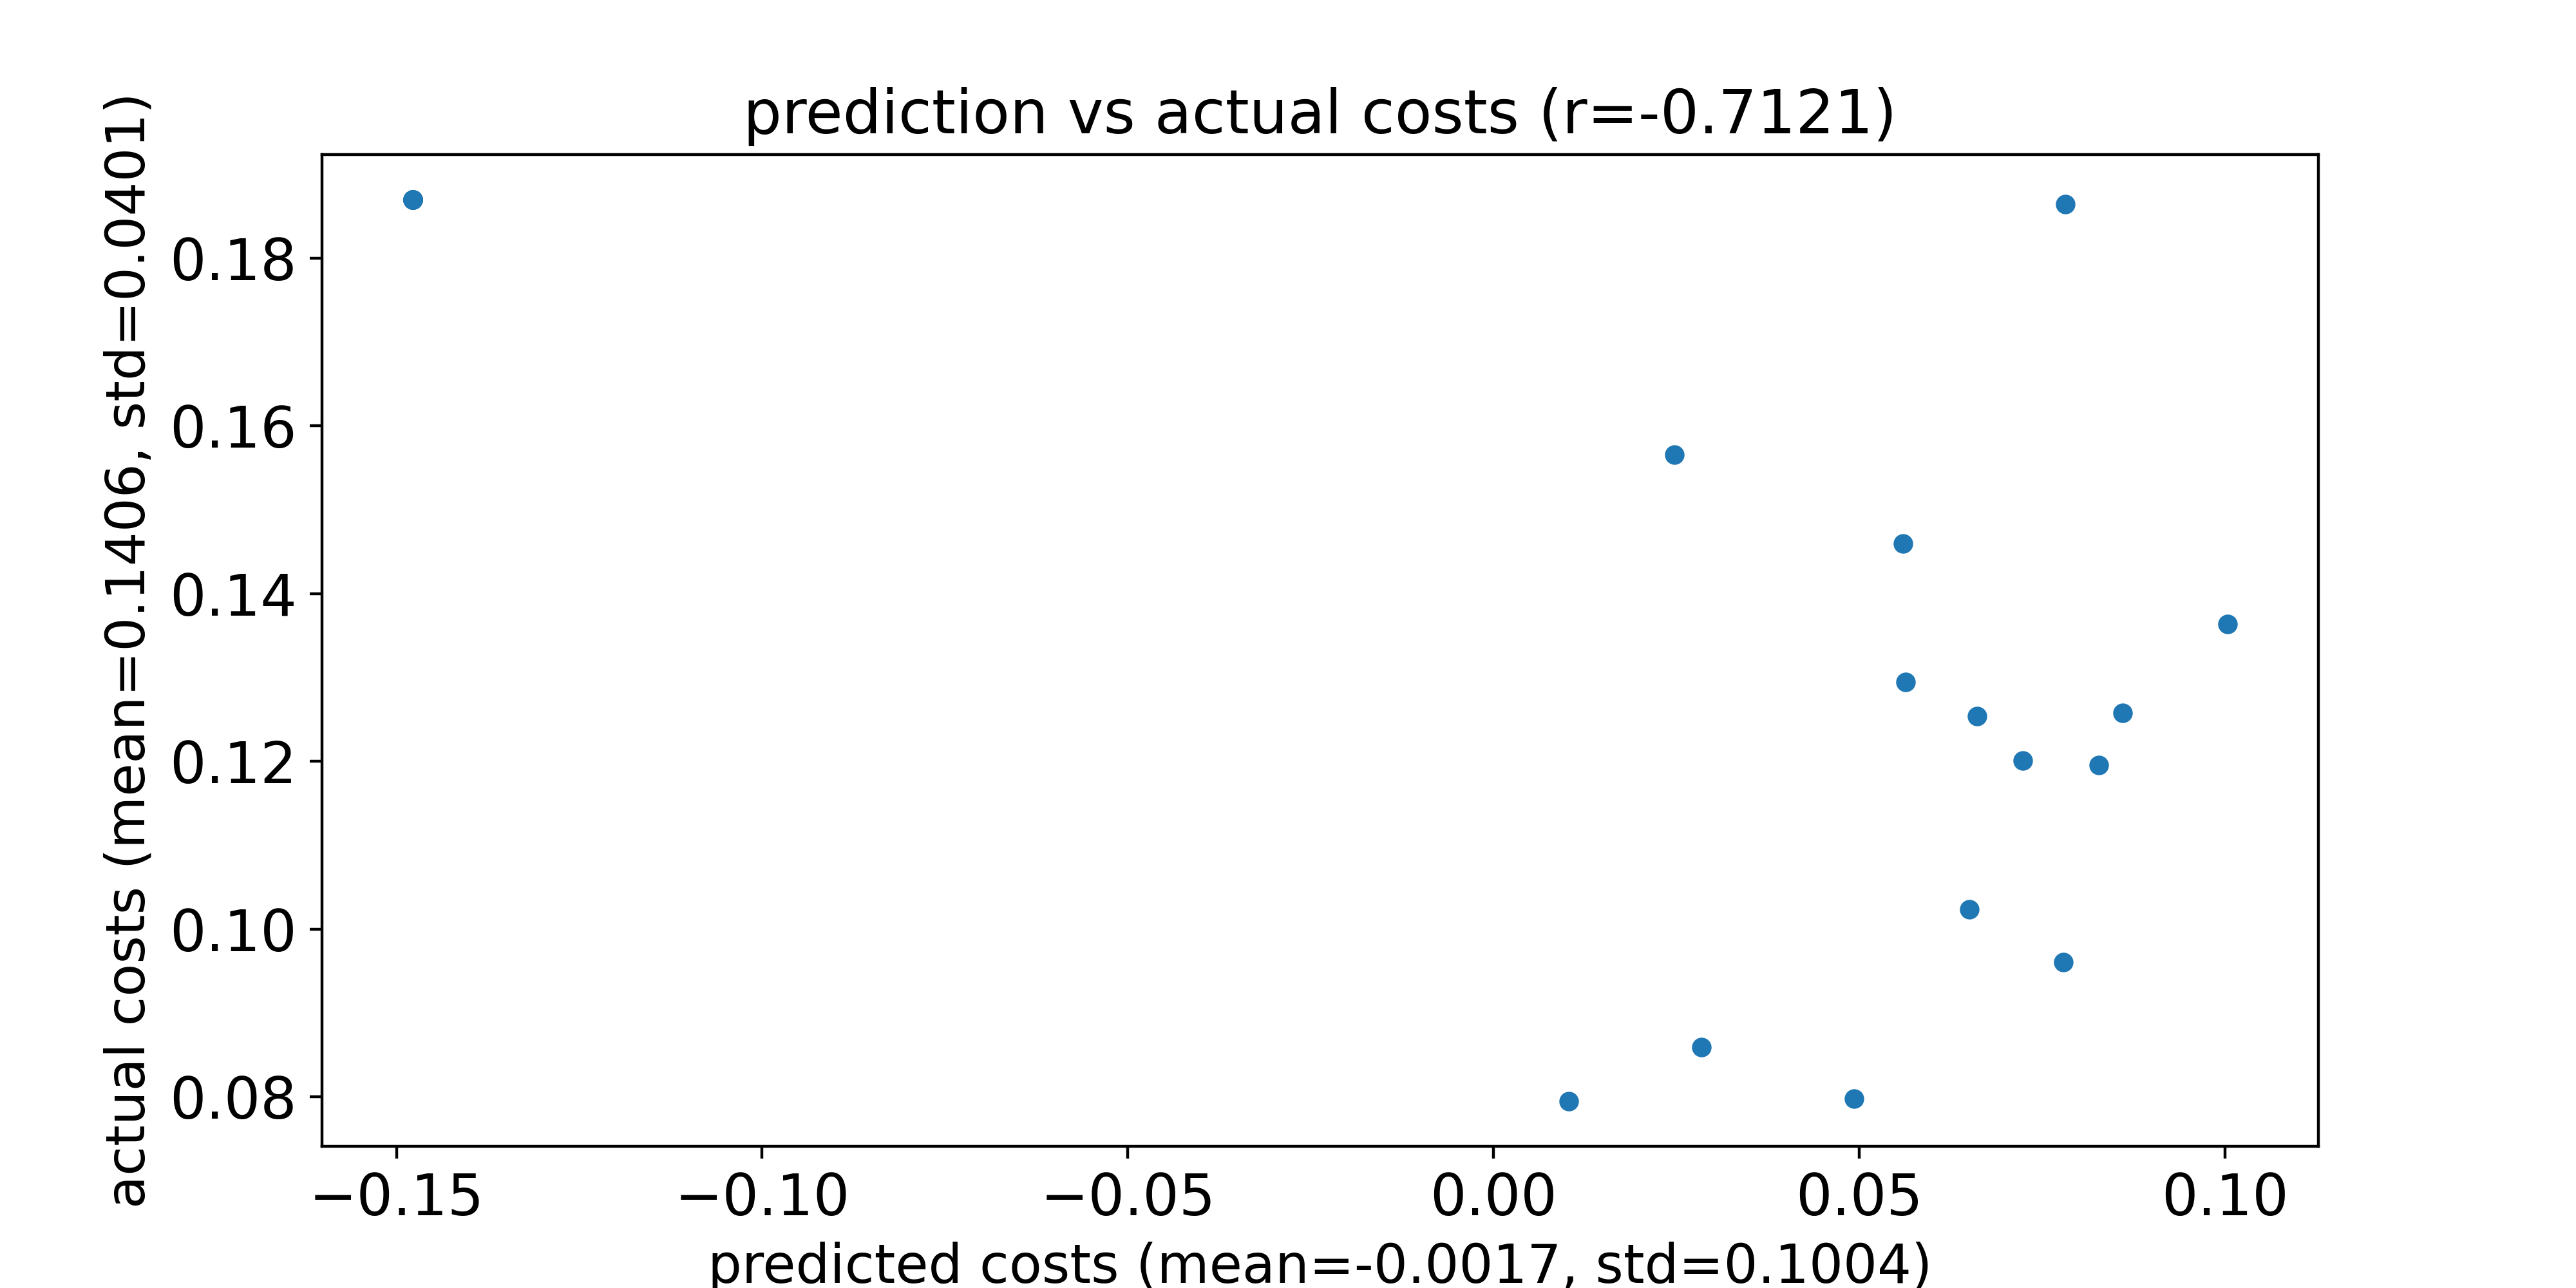 prediction vs actual costs (r=-0.7121)
actual costs (mean=0.1406, std=0.0401)
0.18
0.16
0.14
0.12
0.10
0.08
−0.15 −0.10 −0.05 0.00 0.05 0.10
predicted costs (mean=-0.0017, std=0.1004)